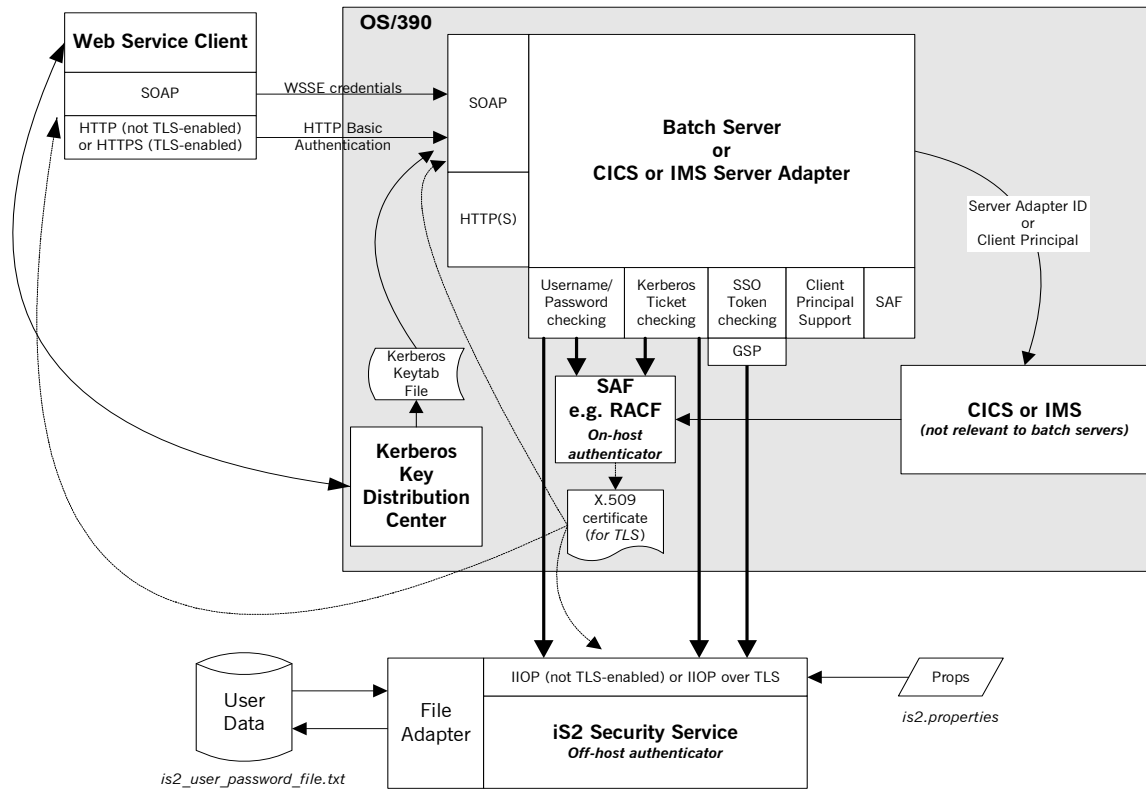 OS/390
Web Service Client
SOAP
HTTP (not TLS-enabled)
or HTTPS (TLS-enabled)
WSSE credentials
HTTP Basic
Authentication
SOAP
HTTP(S)
Batch Server
or
CICS or IMS Server Adapter
Server Adapter ID
or
Client Principal
Username/
Password
checking
Kerberos
Ticket
checking
SSO
Token
checking
Client
Principal
Support
SAF
GSP
Kerberos
Keytab
File
SAF
e.g. RACF
On-host
authenticator
CICS or IMS
(not relevant to batch servers)
Kerberos
Key
Distribution
Center
X.509
certificate
(for TLS)
User
Data
is2_user_password_file.txt
File
Adapter
IIOP (not TLS-enabled) or IIOP over TLS
iS2 Security Service
Off-host authenticator
Props
is2.properties